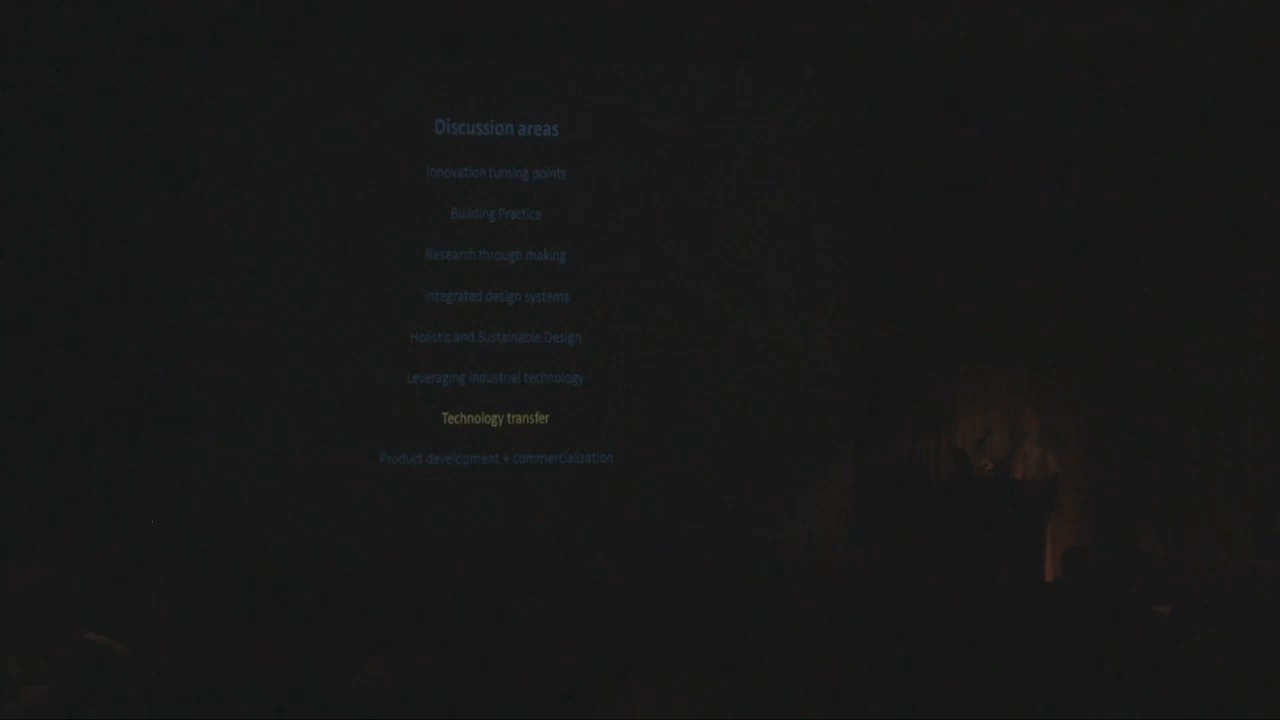 Discussion areas
Innovation turning points
Building Practice
Research through making
Integrated design systems
Holistic and Sustainable Design
Leveraging industrial technology
Technology transfer
Product development + commercialization